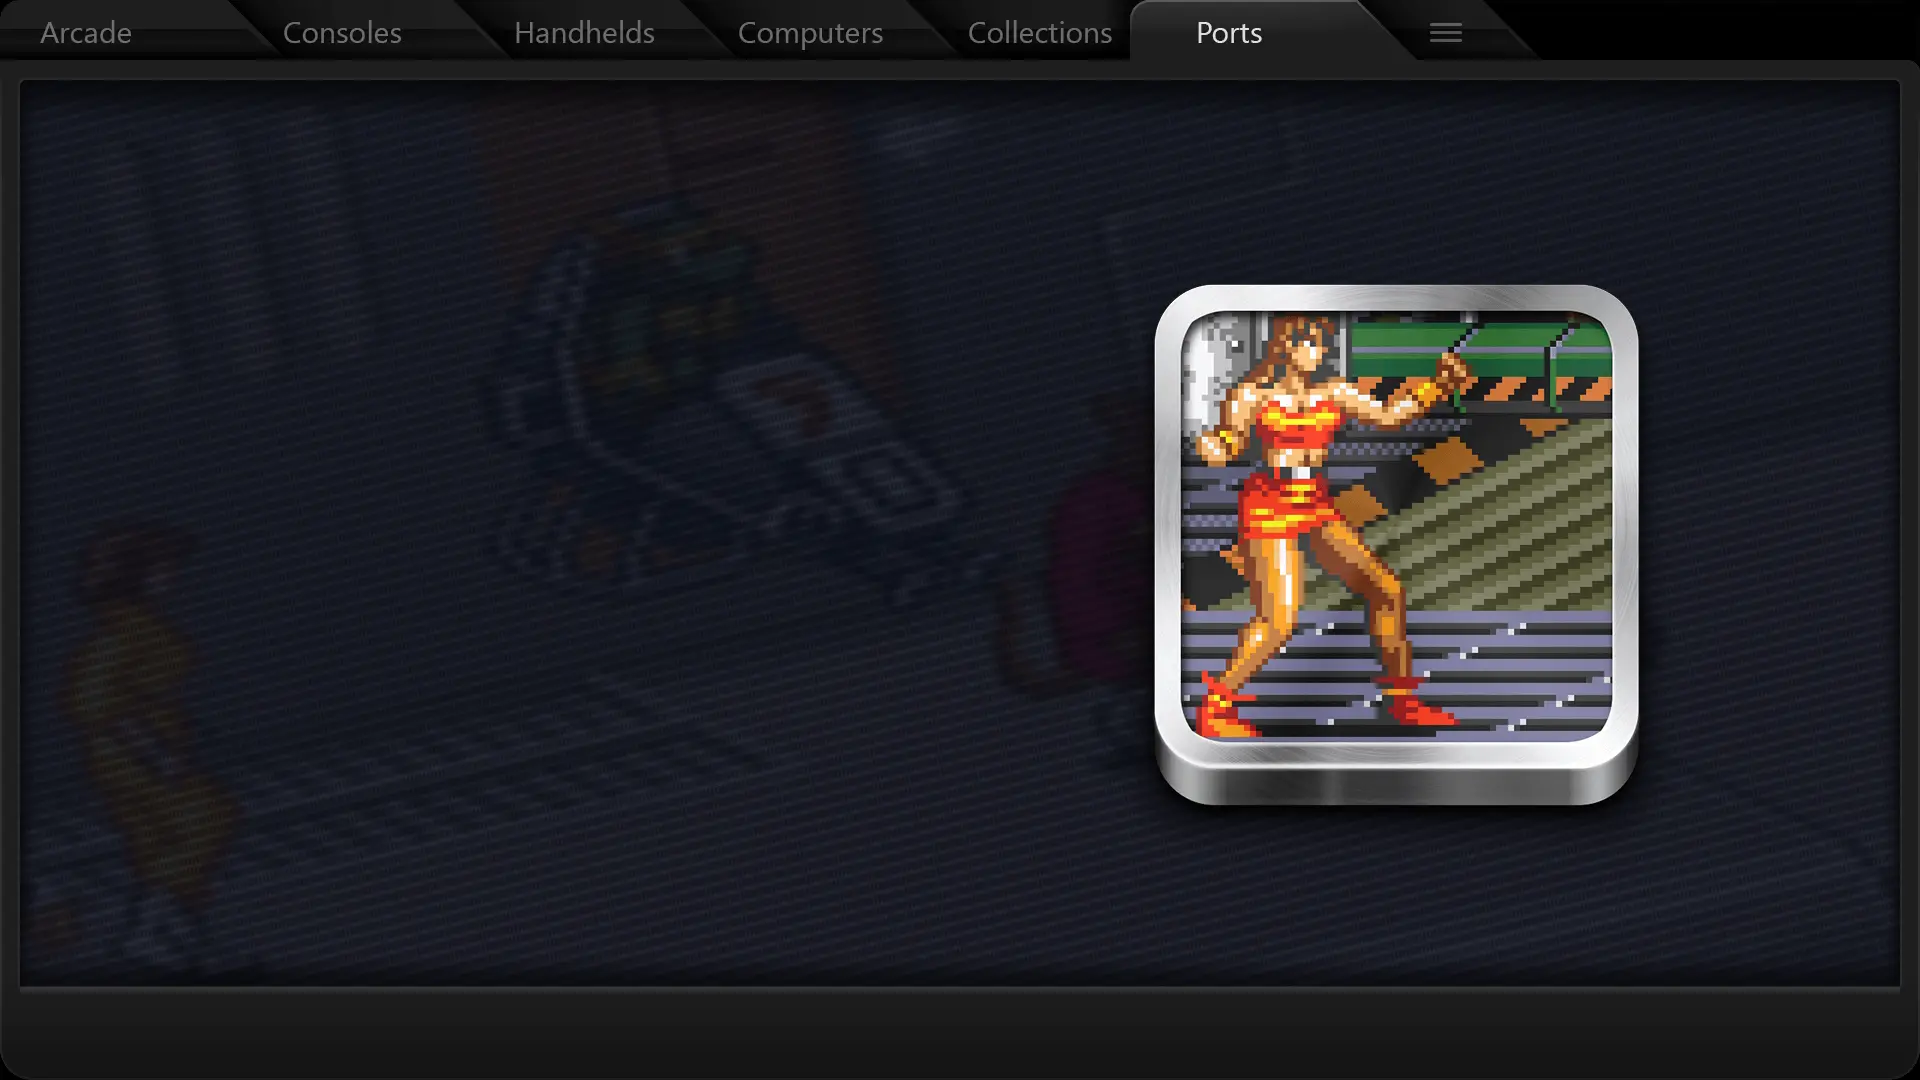 Arcade
Consoles
Handhelds
Computers
Collections
Ports